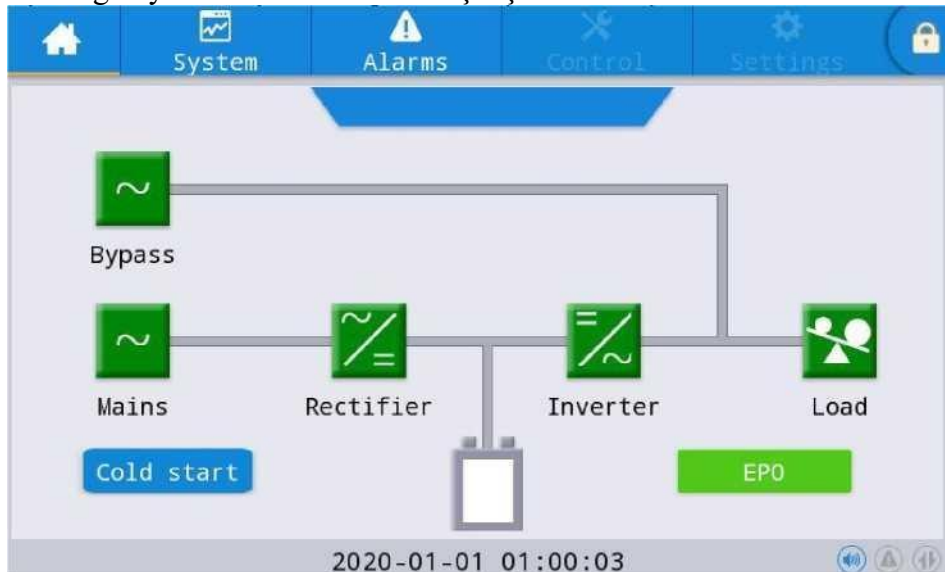 System
Alarms
Control
Settings
Bypass
Mains
Rectifier
Inverter
Load
Cold start
EPO
2020-01-01 01:00:03